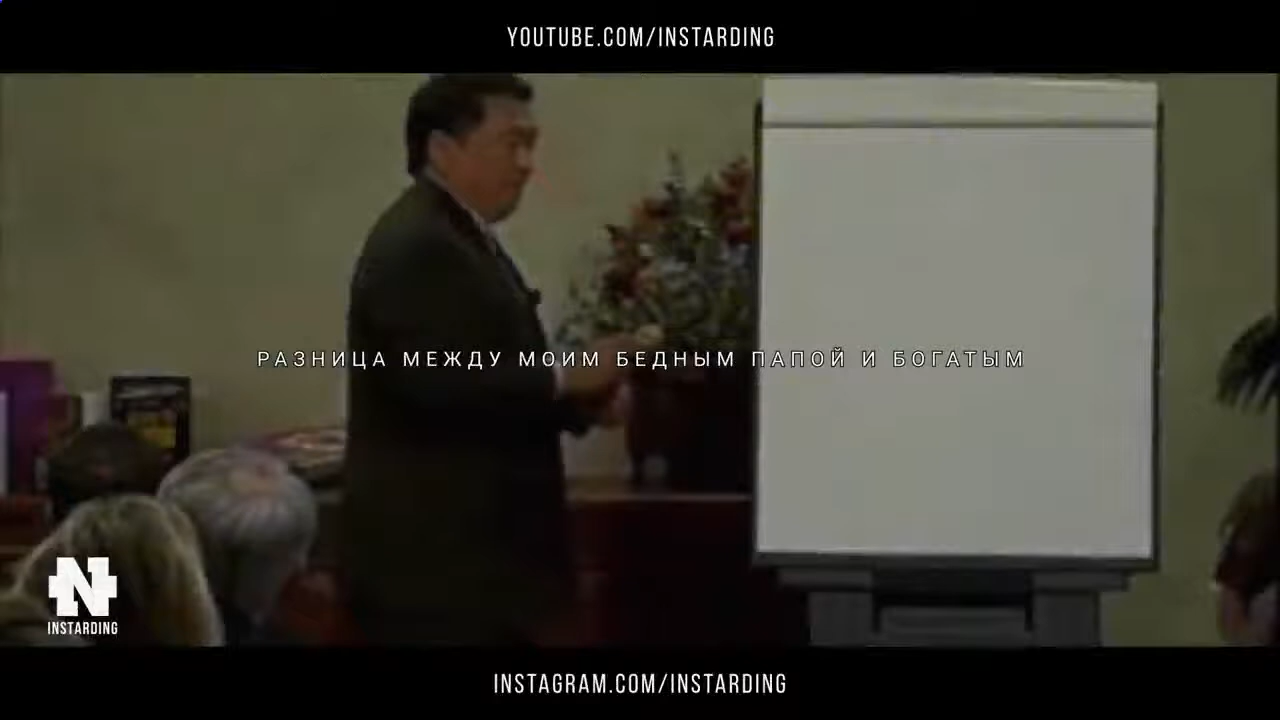 YOUTUBE.COM/INSTARDING
РАЗНИЦА МЕЖДУ МОИМ БЕДНЫМ ПАПОЙ И БОГАТЫМ
INSTARDING
INSTAGRAM.COM/INSTARDING